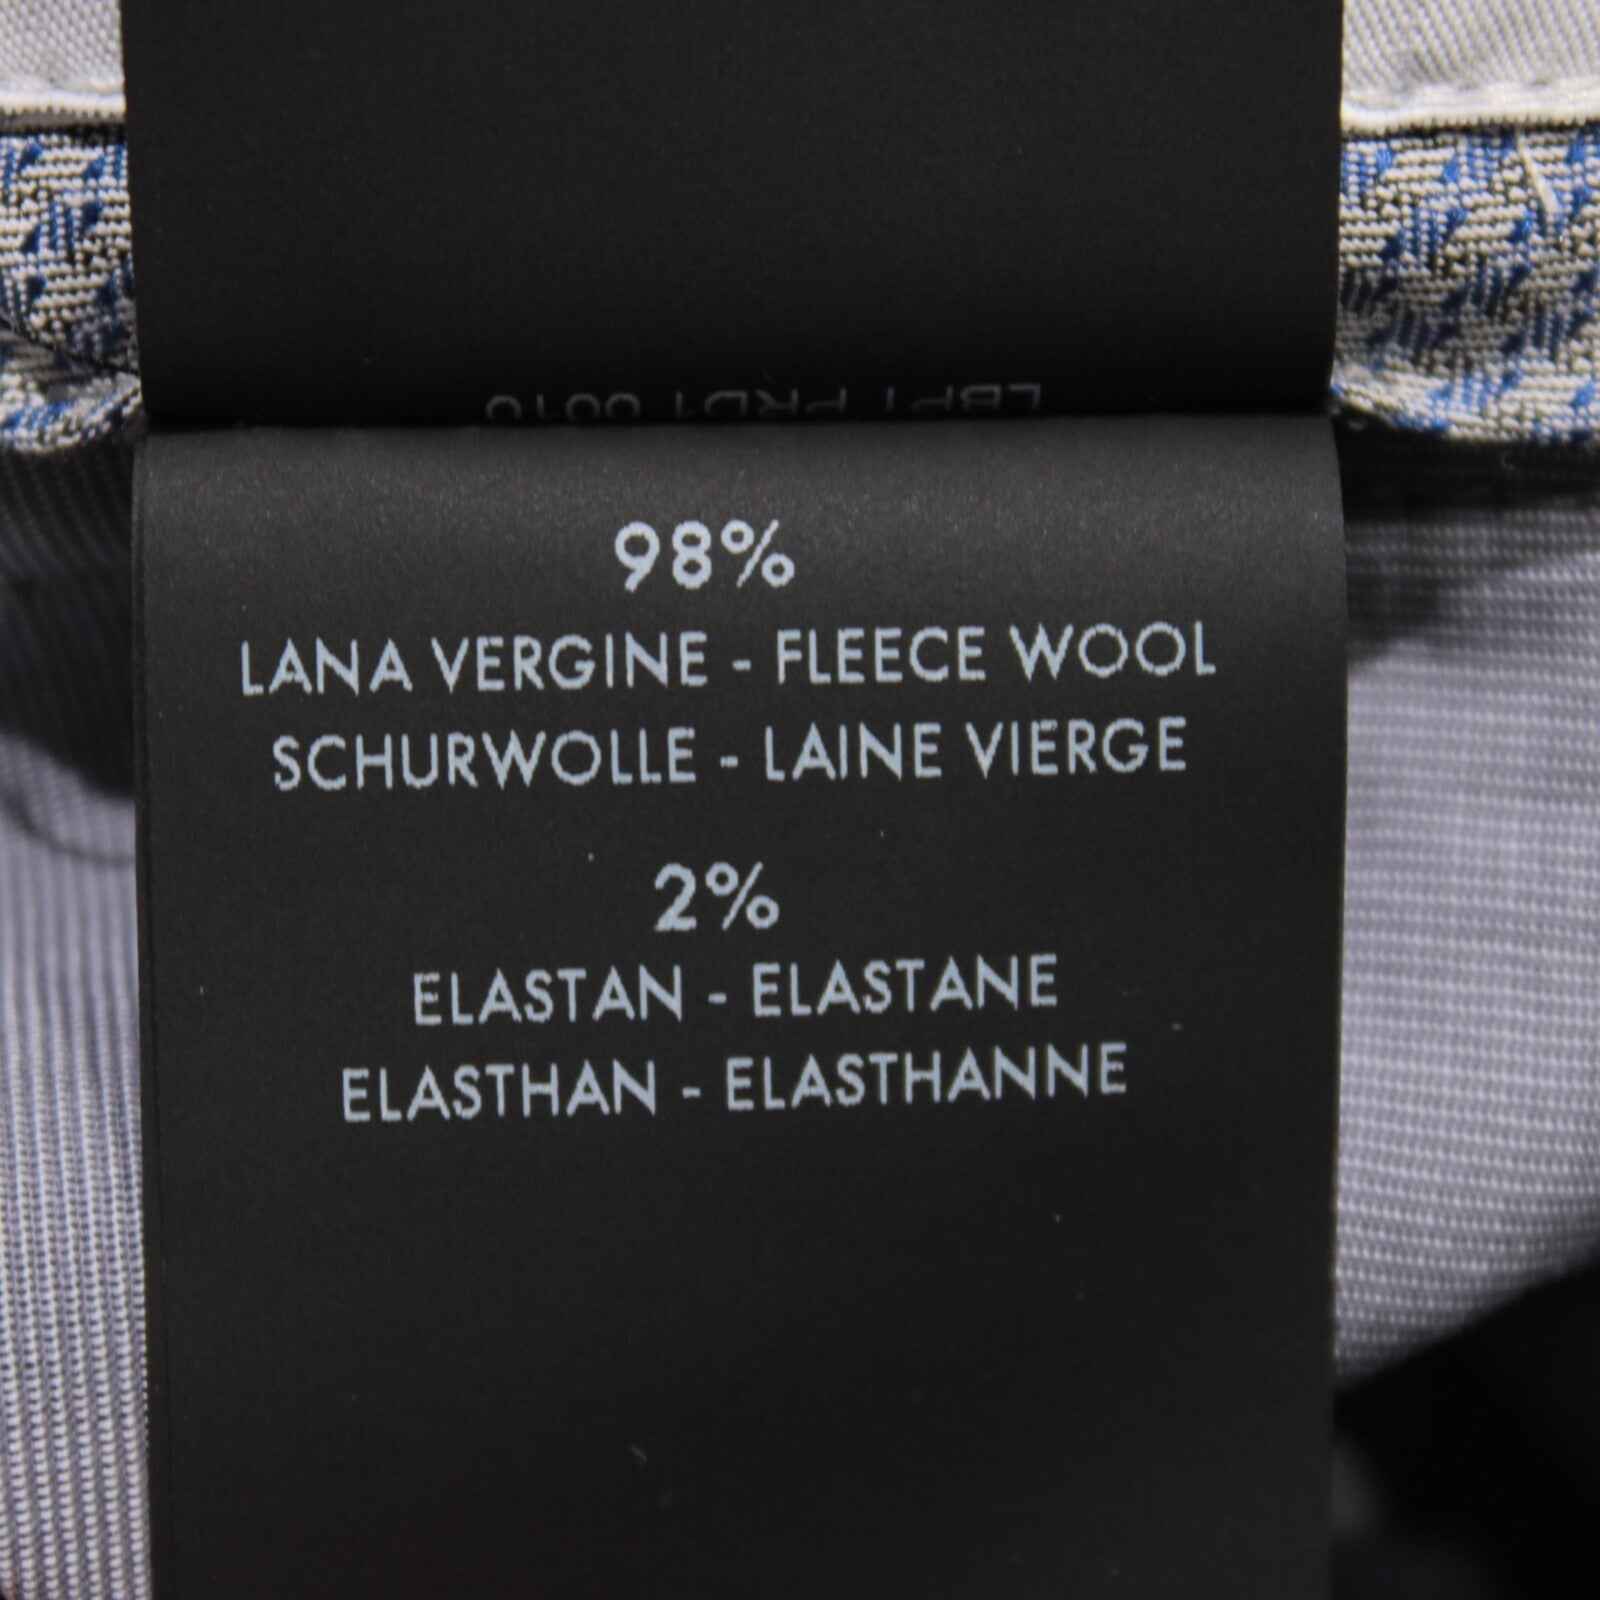 98%
LANA VERGINE - FLEECE WOOL
SCHURWOLLE - LAINE VIERGE
2%
ELASTAN - ELASTANE
ELASTHAN - ELASTHANNE